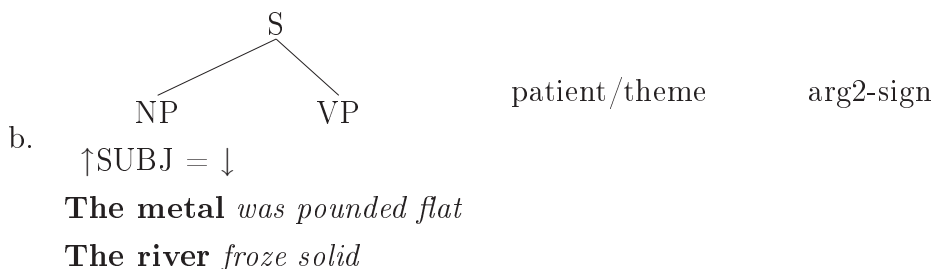 S
NP VP patient/theme arg2-sign
b.
↑SUBJ = ↓
The metal was pounded flat
The river froze solid